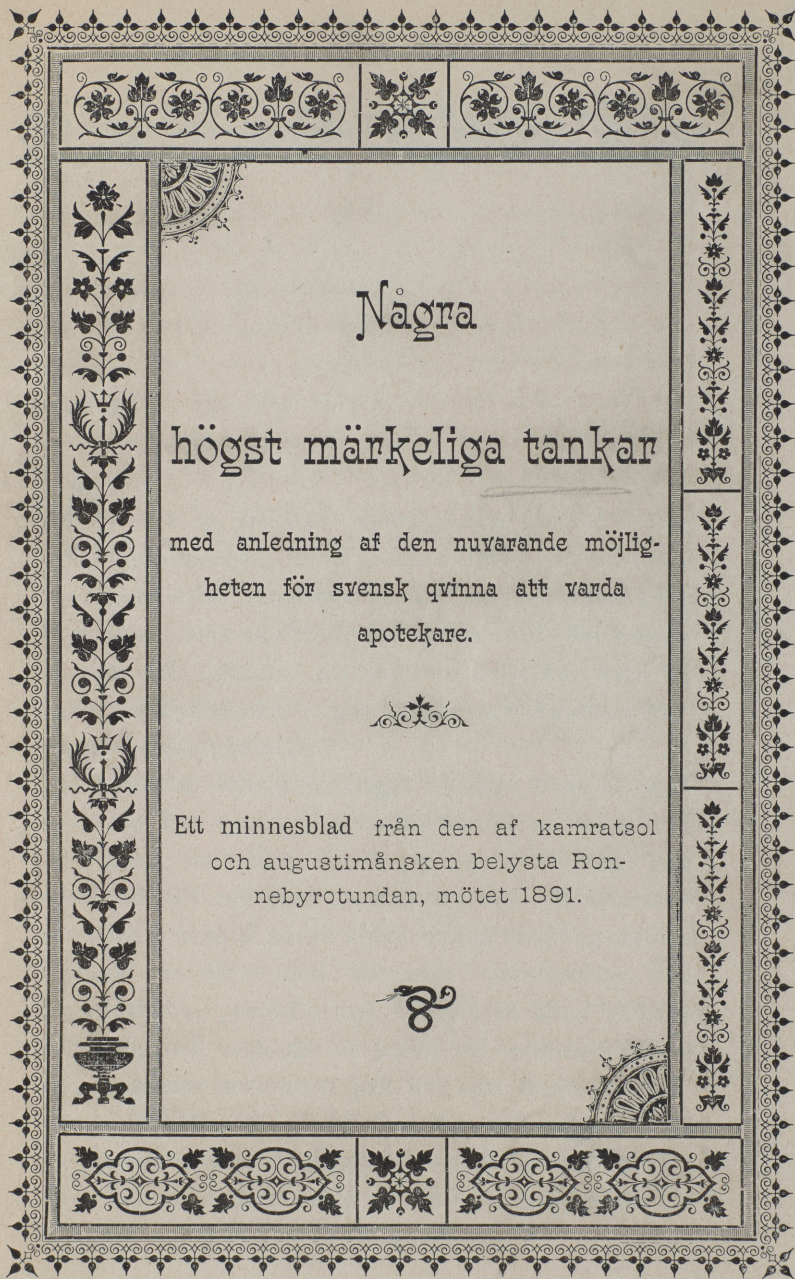 Några
högst märkeliga tankar
med anledning af den nuvarande möjlig-
heten för svensk qvinna att varda
apotekare.
Ett minnesblad från den af kamratsol
och augustimånsken belysta Ron-
nebyrotundan, mötet 1891.